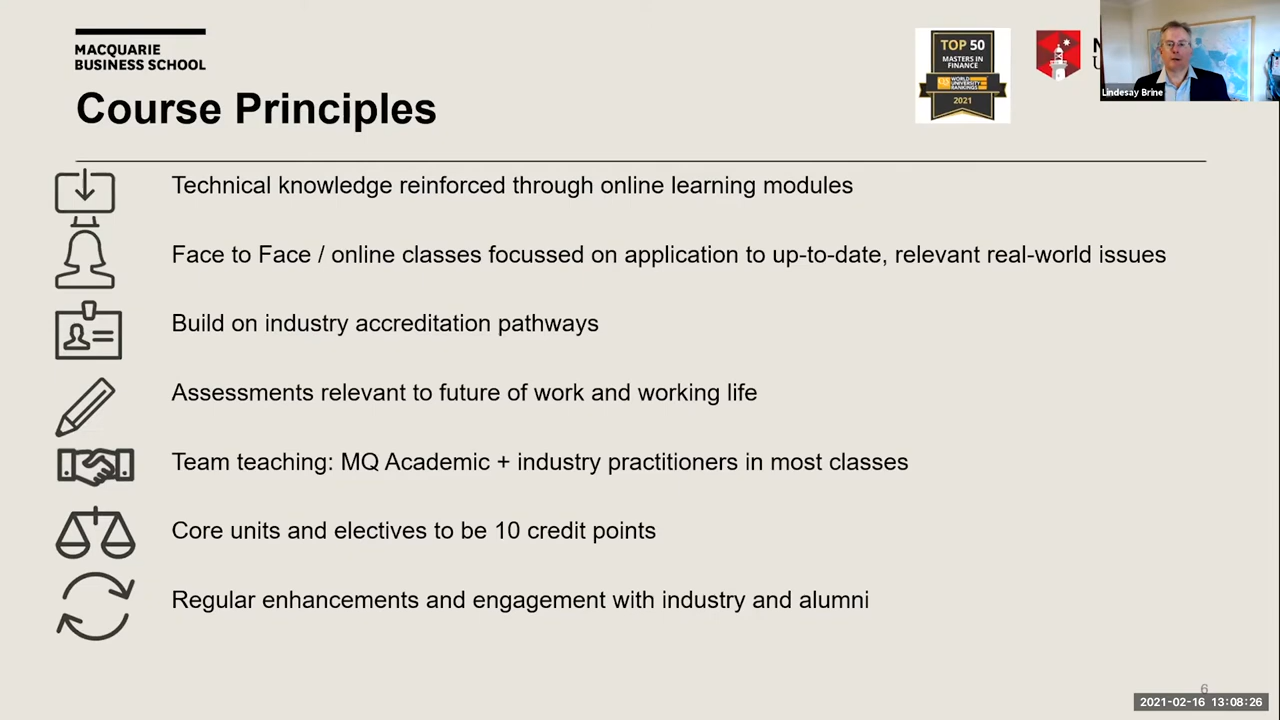 MACQUARIE
BUSINESS SCHOOL
TOP 50
MASTERS IN
FINANCE
WORLD
UNIVERSITY
RANKINGS
2021
Lindesay Brine
Course Principles
Technical knowledge reinforced through online learning modules
Face to Face / online classes focussed on application to up-to-date, relevant real-world issues
Build on industry accreditation pathways
Assessments relevant to future of work and working life
Team teaching: MQ Academic + industry practitioners in most classes
Core units and electives to be 10 credit points
Regular enhancements and engagement with industry and alumni
6
2021-02-16 13:08:26